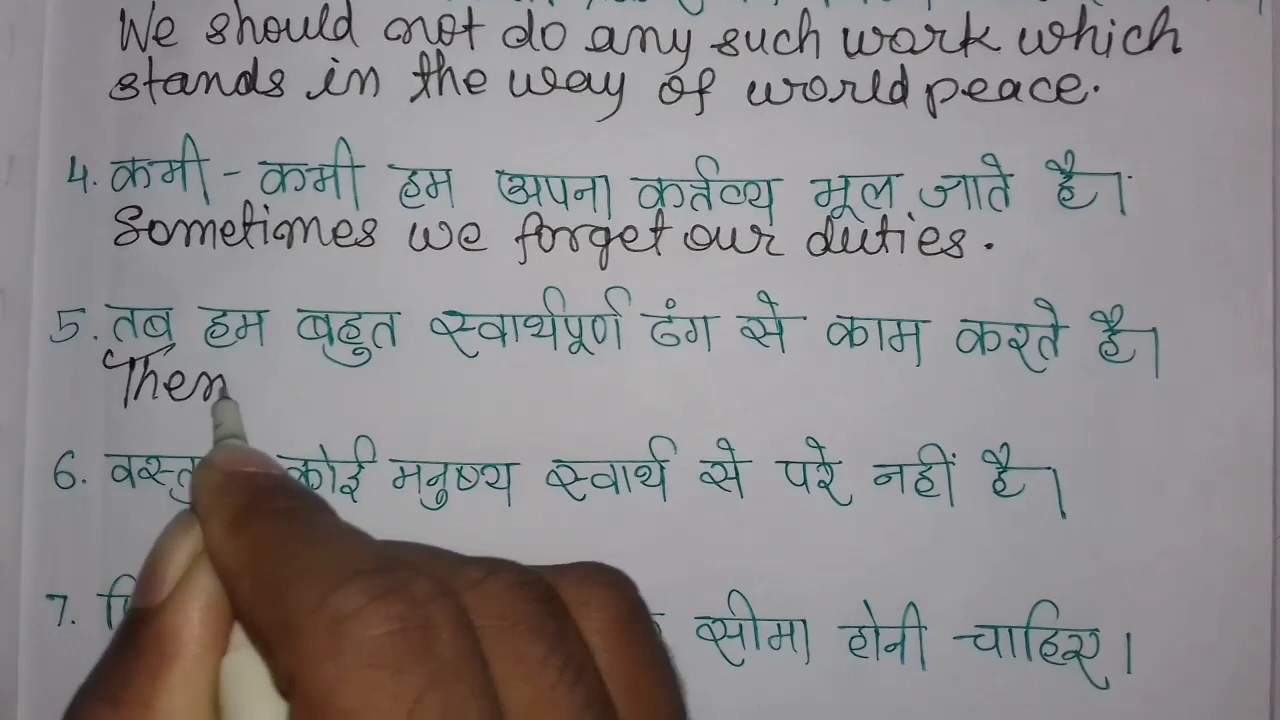 We should not do any such work which
stands in the way of world peace.
4. कभी - कभी हम अपना कर्तव्य भूल जाते है।
Sometimes we forget our duties.
5. तब हम बहुत स्वार्थपूर्ण ढंग से काम करते है।
Then
6. कोई मनुष्य स्वार्थ से परे नहीं है।
7. सीमा होनी चाहिए।